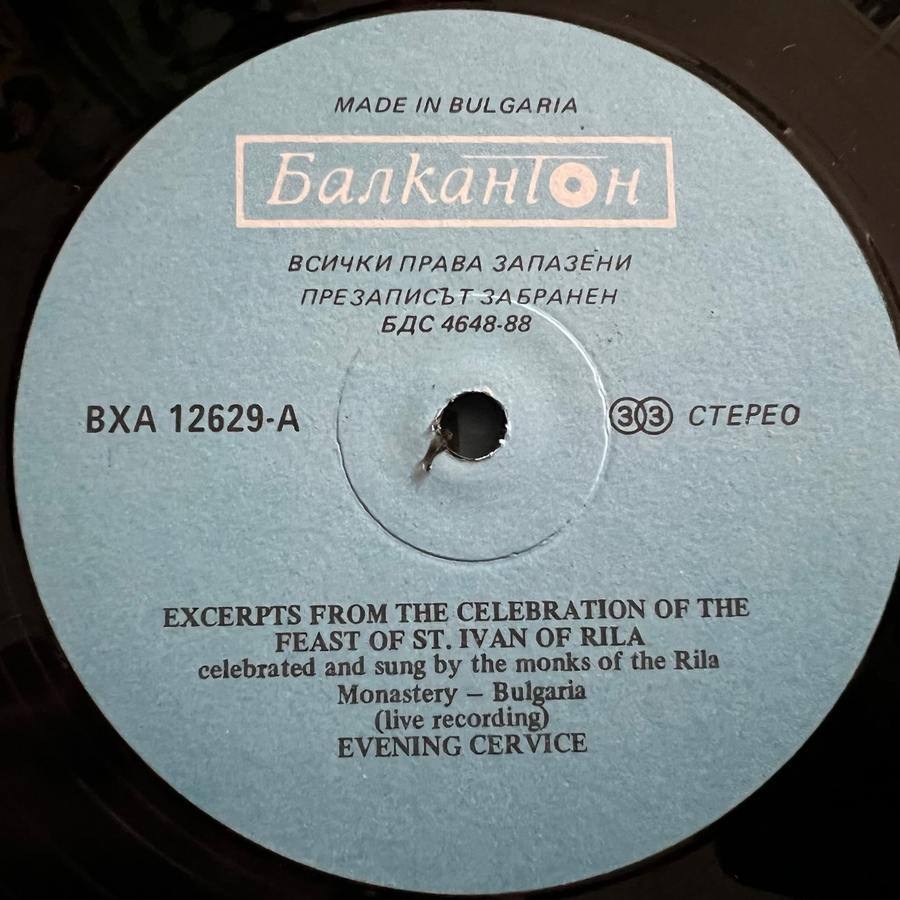 MADE IN BULGARIA
Балкантон
ВСИЧКИ ПРАВА ЗАПАЗЕНИ
ПРЕЗАПИСЪТ ЗАБРАНЕН
БДС 4648-88
ВХА 12629-А
33 СТЕРЕО
EXCERPTS FROM THE CELEBRATION OF THE
FEAST OF ST. IVAN OF RILA
celebrated and sung by the monks of the Rila
Monastery – Bulgaria
(live recording)
EVENING CERVICE